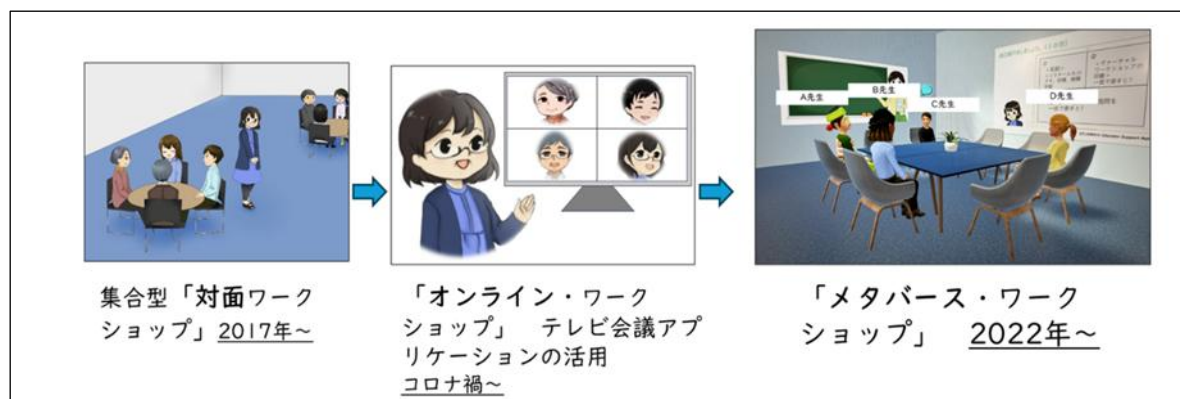 A先生
B先生
C先生
D先生
集合型「対面ワーク
ショップ」 2017年～
「オンライン・ワーク
ショップ」　テレビ会議アプ
リケーションの活用
コロナ禍～
「メタバース・ワーク
ショップ」　2022年～